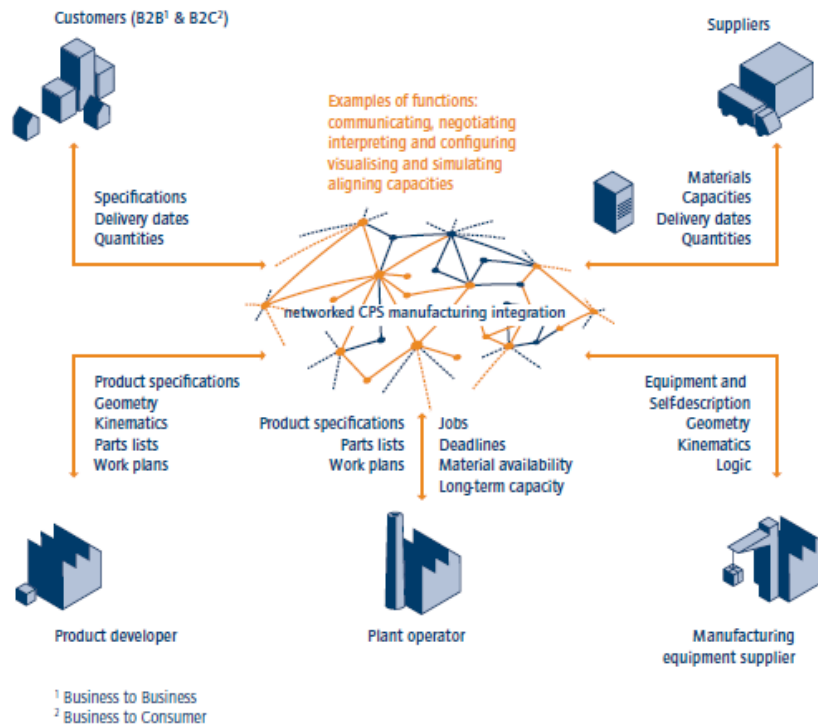 Customers (B2B¹ & B2C²)
Suppliers
Examples of functions:
communicating, negotiating
interpreting and configuring
visualising and simulating
aligning capacities
Specifications
Delivery dates
Quantities
Materials
Capacities
Delivery dates
Quantities
networked CPS manufacturing integration
Product specifications
Geometry
Kinematics
Parts lists
Work plans
Product specifications
Parts lists
Work plans
Jobs
Deadlines
Material availability
Long-term capacity
Equipment and
Self-description
Geometry
Kinematics
Logic
Product developer
Plant operator
Manufacturing
equipment supplier
¹ Business to Business
² Business to Consumer